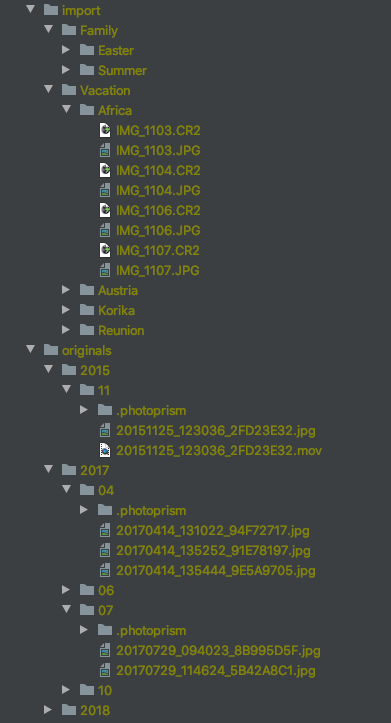 import
Family
Easter
Summer
Vacation
Africa
IMG_1103.CR2
IMG_1103.JPG
IMG_1104.CR2
IMG_1104.JPG
IMG_1106.CR2
IMG_1106.JPG
IMG_1107.CR2
IMG_1107.JPG
Austria
Korika
Reunion
originals
2015
11
.photoprism
20151125_123036_2FD23E32.jpg
20151125_123036_2FD23E32.mov
2017
04
.photoprism
20170414_131022_94F72717.jpg
20170414_135252_91E78197.jpg
20170414_135444_9E5A9705.jpg
06
07
.photoprism
20170729_094023_8B995D5F.jpg
20170729_114624_5B42A8C1.jpg
10
2018